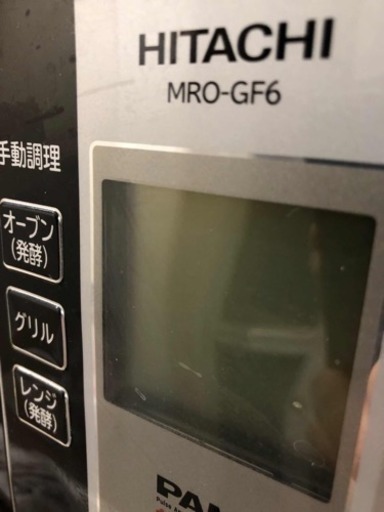 HITACHI
MRO-GF6
手動調理
オーブン
(発酵)
グリル
レンジ
(発酵)